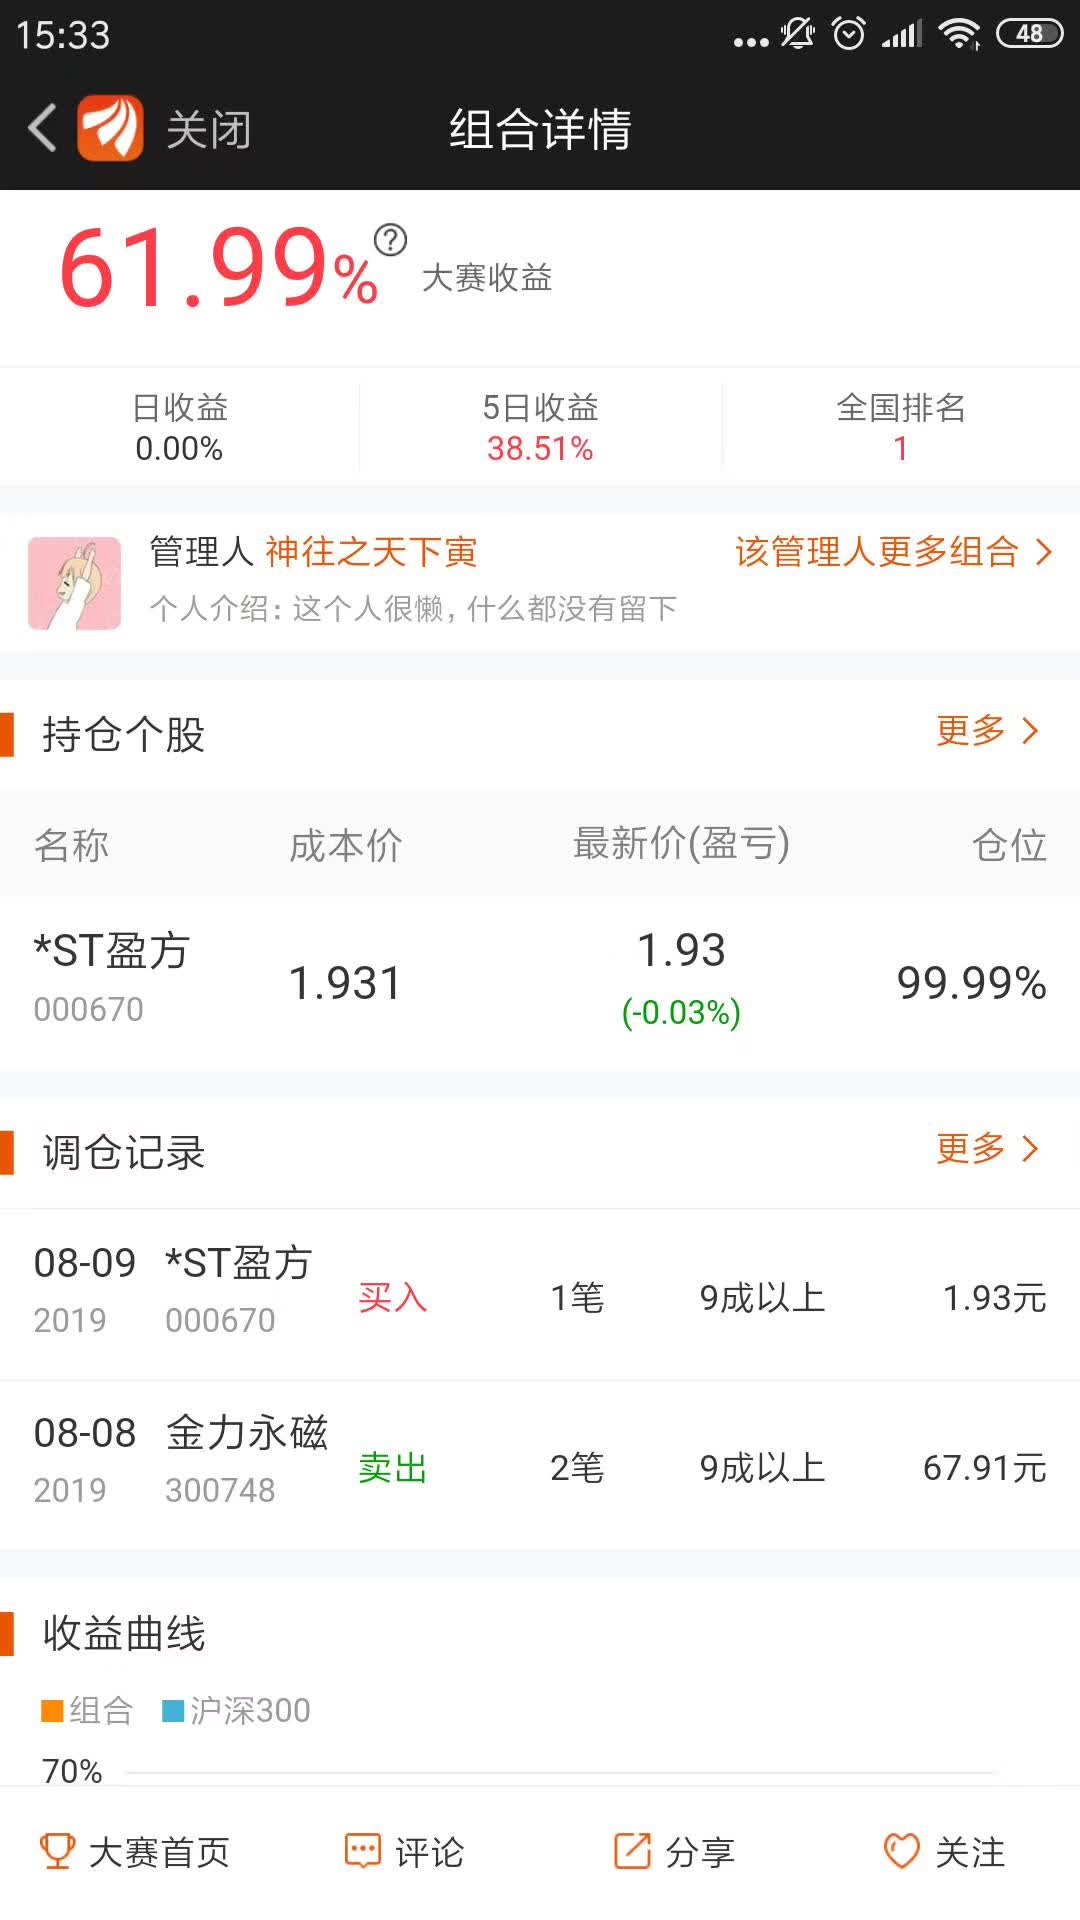 15:33
48
关闭
组合详情
61.99%
?
大赛收益
日收益
5日收益
全国排名
0.00%
38.51%
1
管理人 神往之天下寅
该管理人更多组合
个人介绍：这个人很懒，什么都没有留下
持仓个股
更多
名称
成本价
最新价(盈亏)
仓位
*ST盈方
000670
1.931
1.93
(-0.03%)
99.99%
调仓记录
更多
08-09 *ST盈方
2019 000670
买入
1笔
9成以上
1.93元
08-08 金力永磁
2019 300748
卖出
2笔
9成以上
67.91元
收益曲线
组合
沪深300
70%
大赛首页
评论
分享
关注